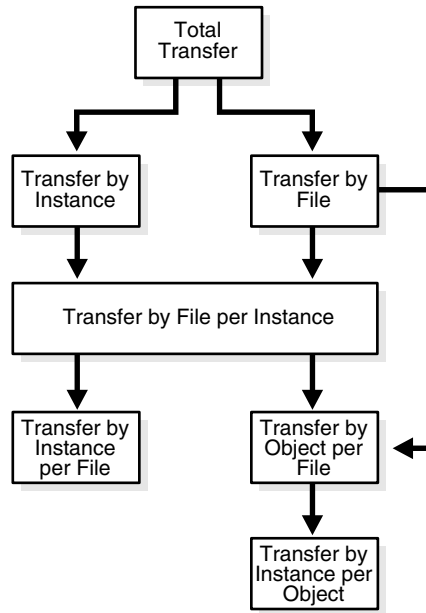 Total
Transfer
Transfer by
Instance
Transfer by
File
Transfer by File per Instance
Transfer by
Instance
per File
Transfer by
Object per
File
Transfer by
Instance per
Object